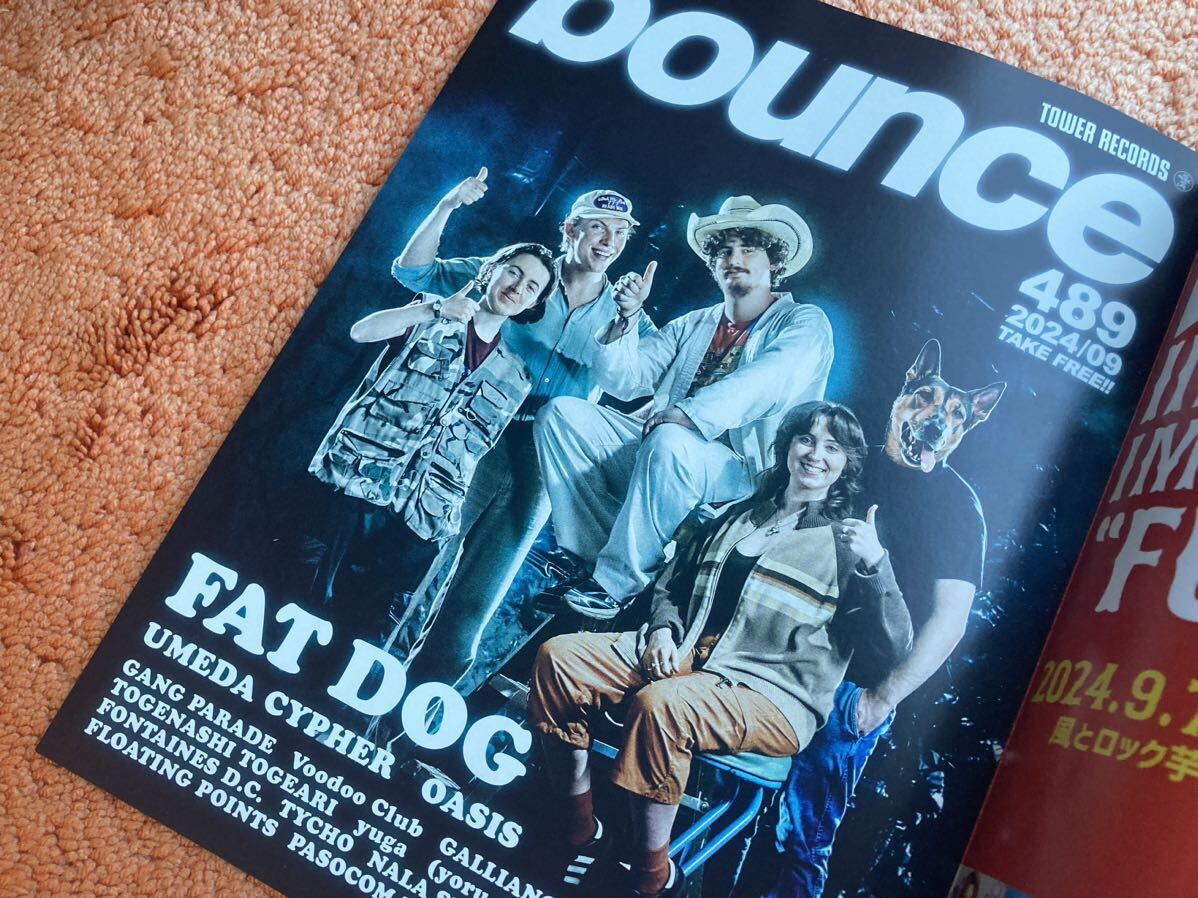 bounce
TOWER RECORDS
489
2024/09
TAKE FREE!!
FAT DOG
UMEDA CYPHER OASIS
GANG PARADE Voodoo Club GALLIANO
TOGENASHI TOGEARI yuga
FONTAINES D.C. TYCHO NALA
FLOATING POINTS PASOCOM
"F
2024.9.
風とロック芋